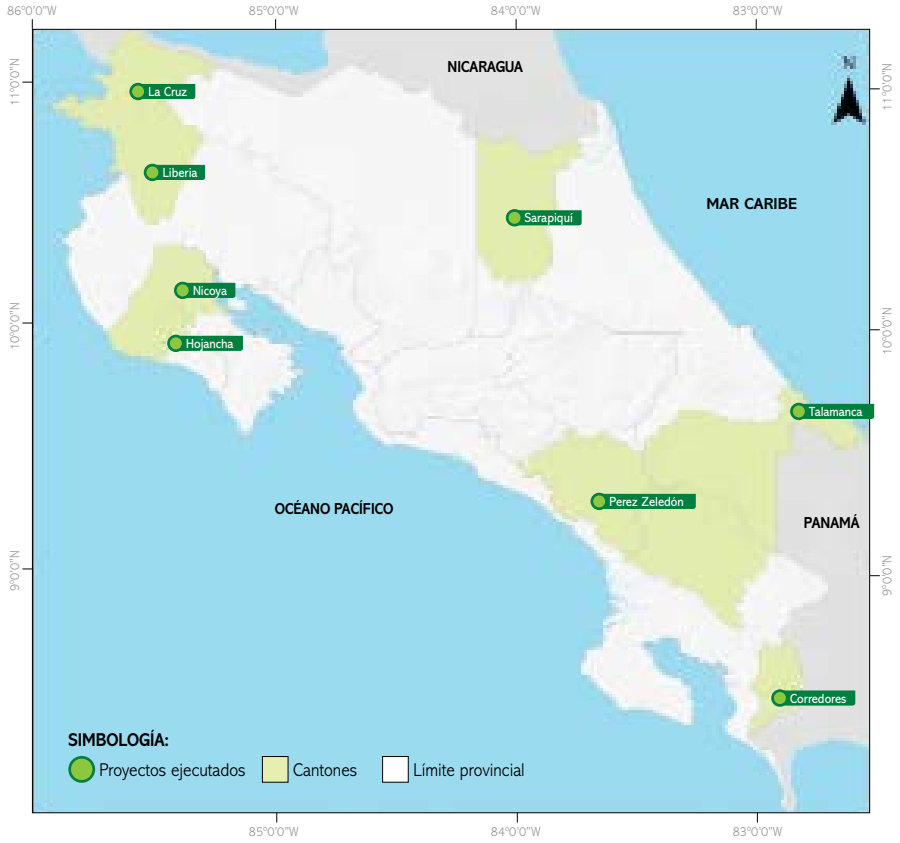 86°0'0"W
85°0'0"W
84°0'0"W
83°0'0"W
NICARAGUA
N
11°0'0"N
11°0'0"N
La Cruz
Liberia
MAR CARIBE
Sarapiquí
Nicoya
10°0'0"N
10°0'0"N
Hojancha
Talamanca
Perez Zeledón
OCÉANO PACÍFICO
PANAMÁ
9°0'0"N
9°0'0"N
Corredores
SIMBOLOGÍA:
Proyectos ejecutados
Cantones
Límite provincial
85°0'0"W
84°0'0"W
83°0'0"W